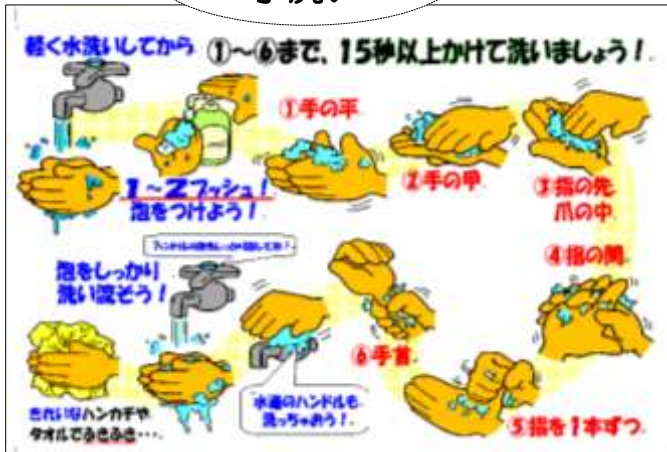 軽く水洗いしてから
①~⑥まで、15秒以上かけて洗いましょう!
①手の平
②手の甲
③指の先
爪の中
1~2プッシュ!
泡をつけよう!
④指の間
⑤指を1本ずつ
⑥手首
水道のハンドルも
洗っちゃおう!
泡をしっかり
洗い流そう!
きれいなハンカチや
タオルでふきふき・・・.